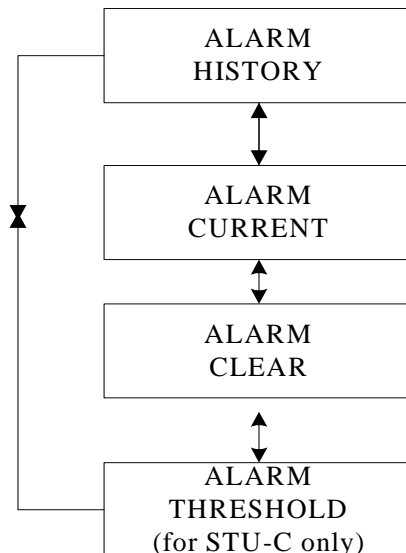 ALARM
HISTORY
ALARM
CURRENT
ALARM
CLEAR
ALARM
THRESHOLD
(for STU-C only)